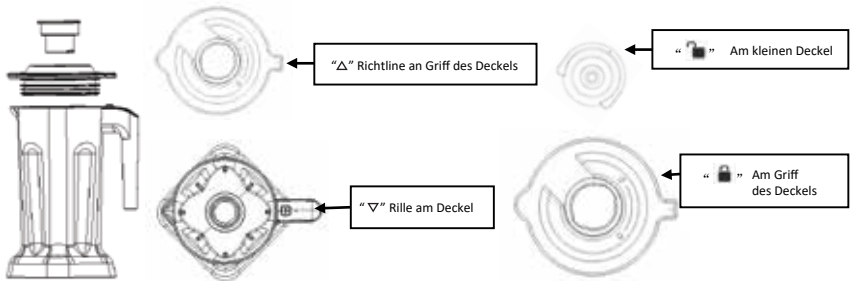 “△” Richtline an Griff des Deckels
“🔓” Am kleinen Deckel
“▽” Rille am Deckel
“🔒” Am Griff
des Deckels